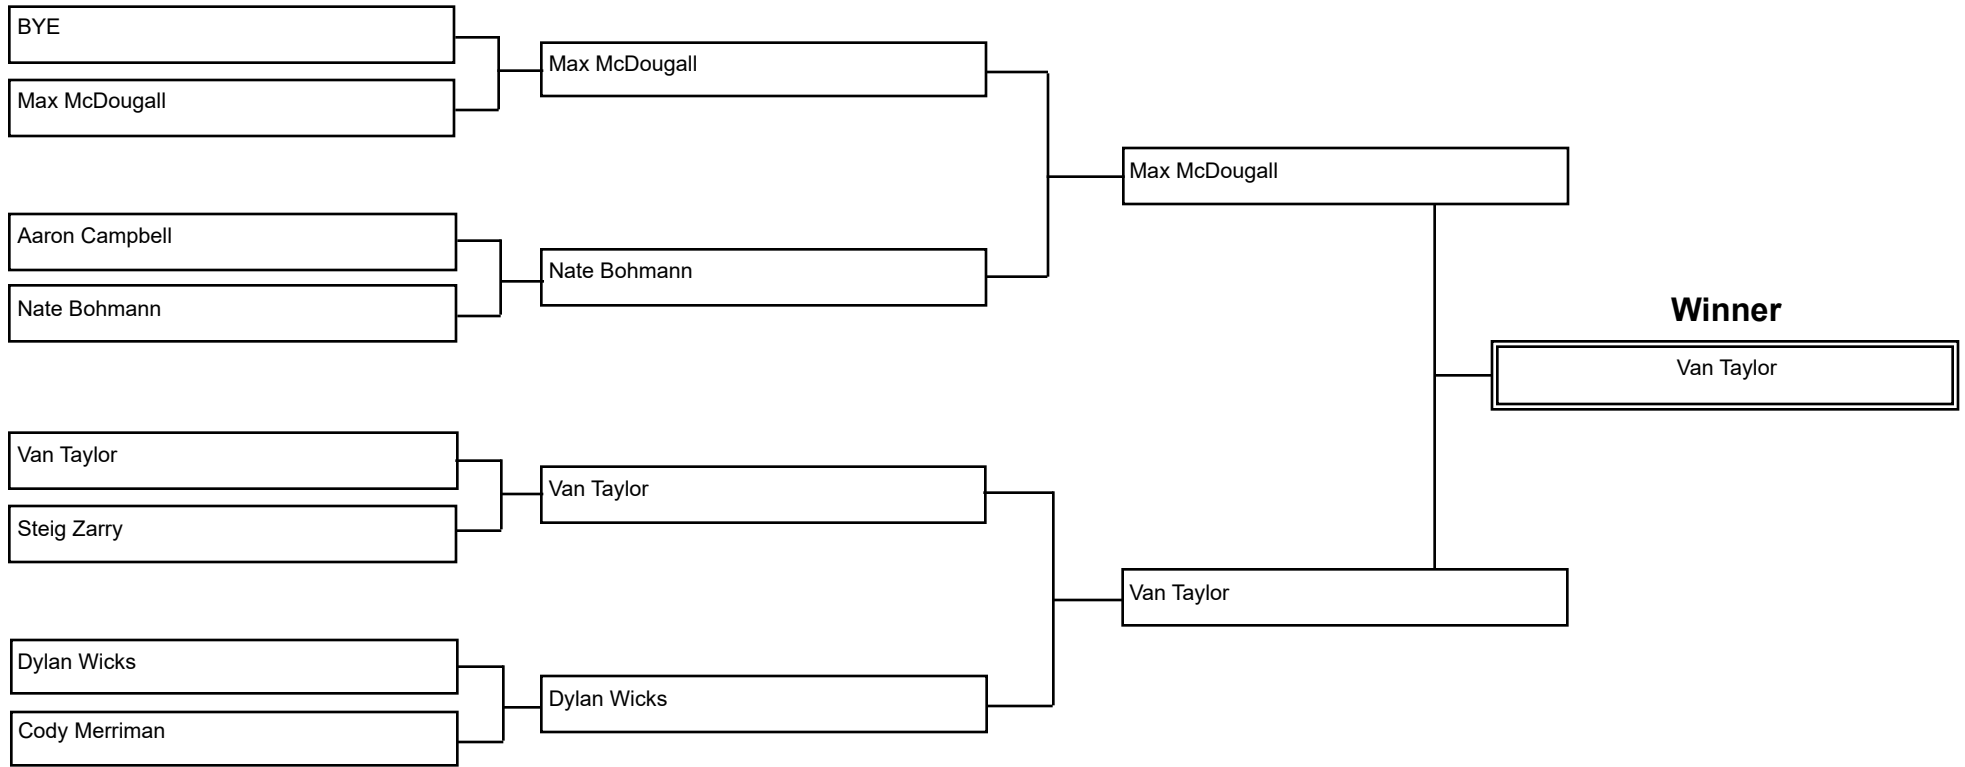 BYE
Max McDougall
Aaron Campbell
Nate Bohmann
Van Taylor
Steig Zarry
Dylan Wicks
Cody Merriman
Max McDougall
Nate Bohmann
Van Taylor
Dylan Wicks
Max McDougall
Van Taylor
Winner
Van Taylor